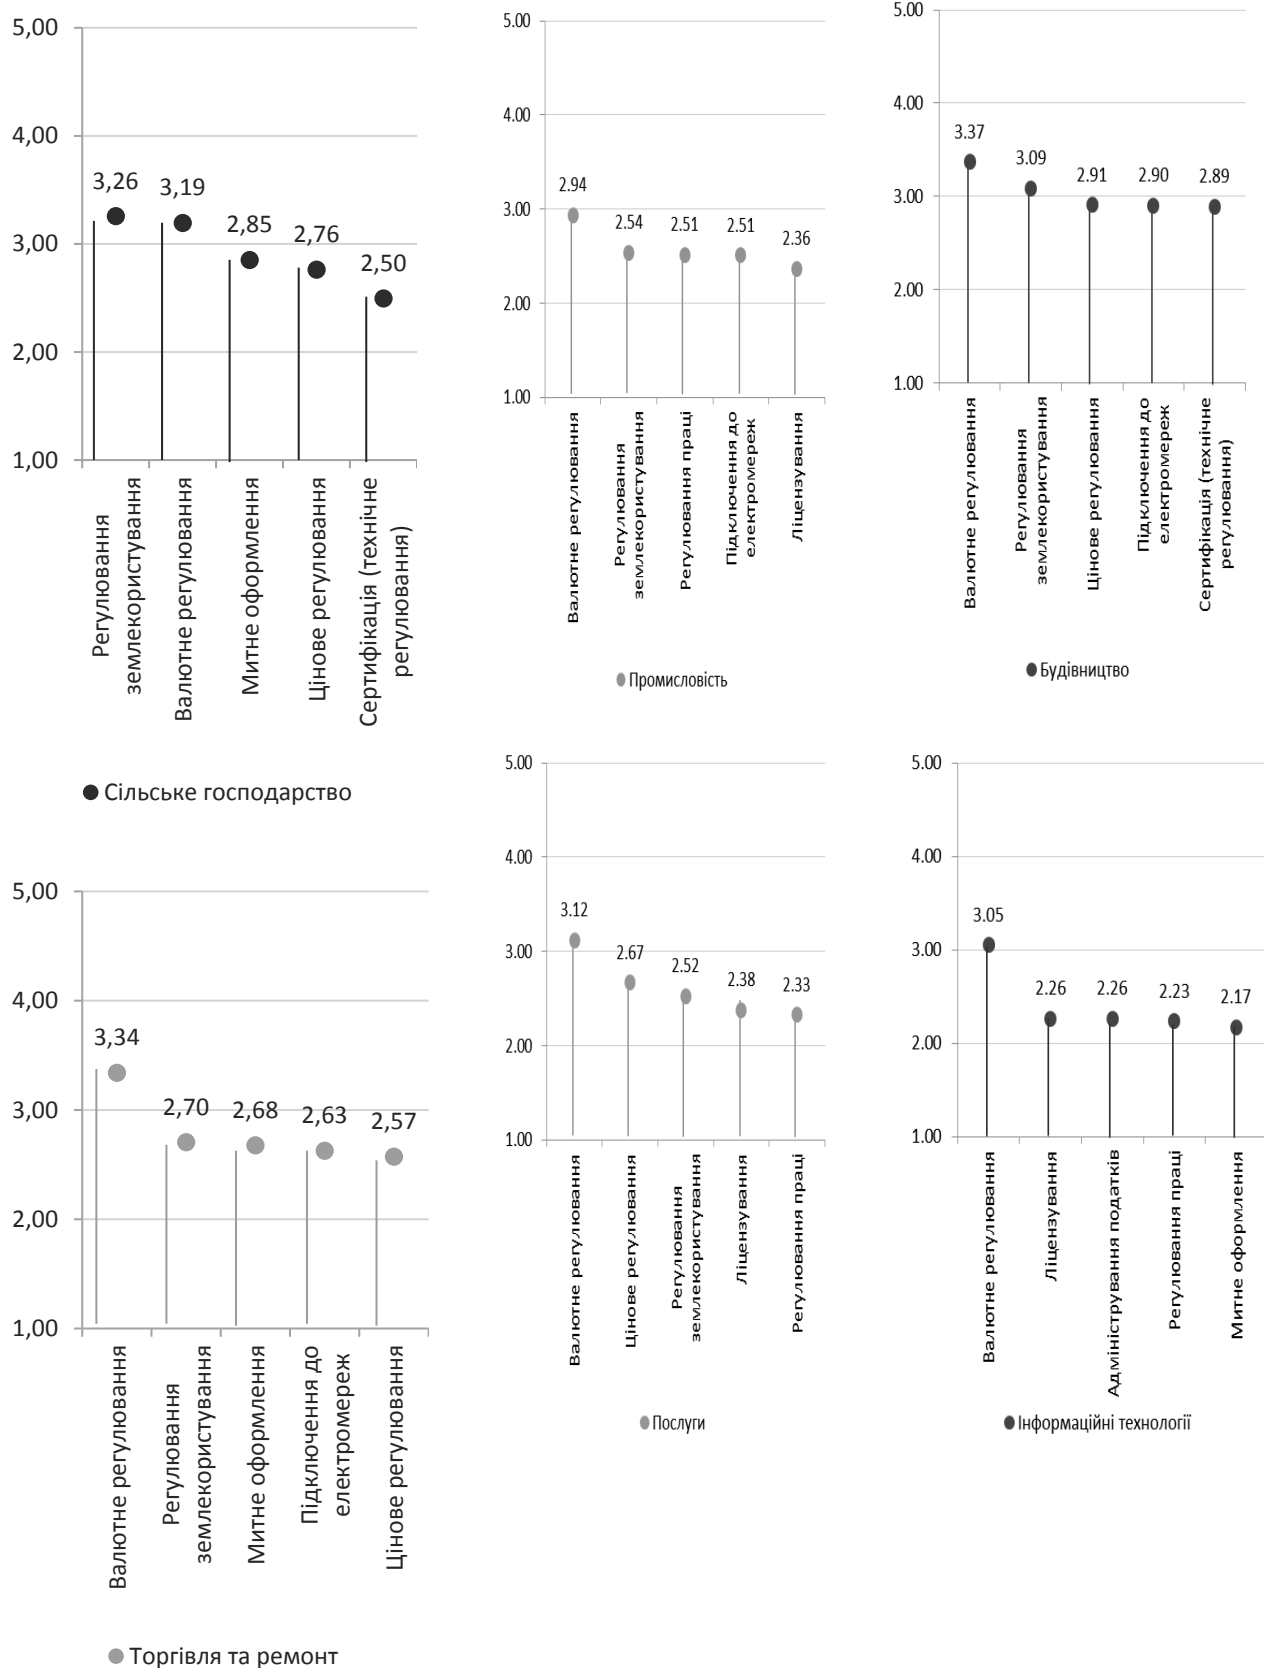 5,00
4,00
3,00
2,00
1,00
3,26
3,19
2,85
2,76
2,50
Регулювання
землекористування
Валютне регулювання
Митне оформлення
Цінове регулювання
Сертифікація (технічне
регулювання)
Сільське господарство
5.00
4.00
3.00
2.00
1.00
2.94
2.54
2.51
2.51
2.36
Валютне регулювання
Регулювання
землекористування
Регулювання праці
Підключення до
електромереж
Ліцензування
Промисловість
5.00
4.00
3.00
2.00
1.00
3.37
3.09
2.91
2.90
2.89
Валютне регулювання
Регулювання
землекористування
Цінове регулювання
Підключення до
електромереж
Сертифікація (технічне
регулювання)
Будівництво
5,00
4,00
3,00
2,00
1,00
3,34
2,70
2,68
2,63
2,57
Валютне регулювання
Регулювання
землекористування
Митне оформлення
Підключення до
електромереж
Цінове регулювання
Торгівля та ремонт
5.00
4.00
3.00
2.00
1.00
3.12
2.67
2.52
2.38
2.33
Валютне регулювання
Цінове регулювання
Регулювання
землекористування
Ліцензування
Регулювання праці
Послуги
5.00
4.00
3.00
2.00
1.00
3.05
2.26
2.26
2.23
2.17
Валютне регулювання
Ліцензування
Адміністрування податків
Регулювання праці
Митне оформлення
Інформаційні технології